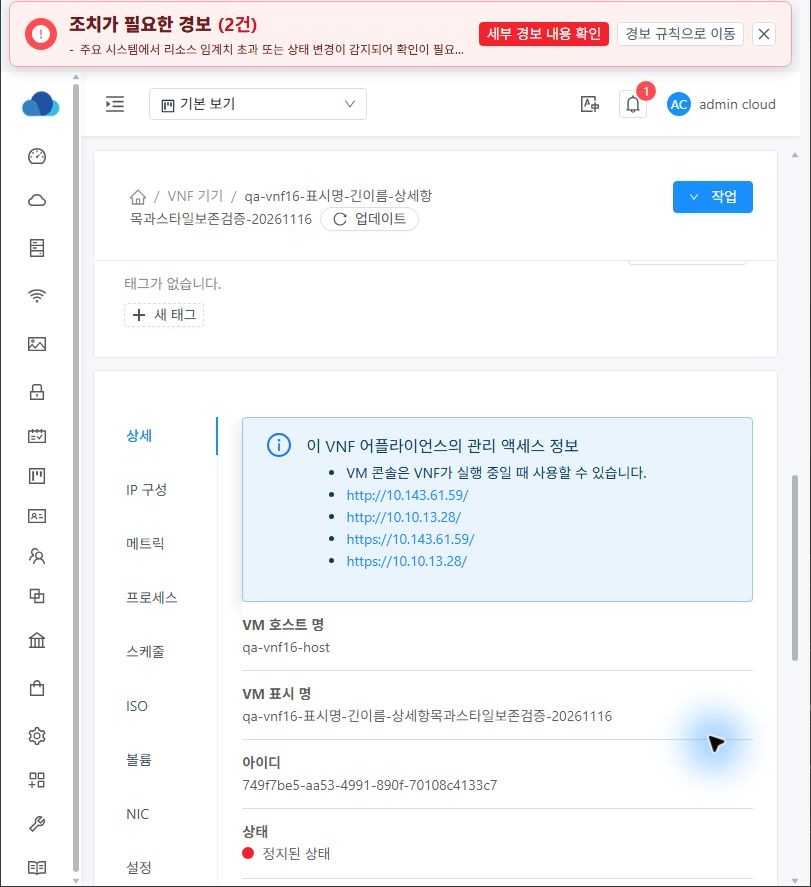 조치가 필요한 경보 (2건)
- 주요 시스템에서 리소스 임계치 초과 또는 상태 변경이 감지되어 확인이 필요...
세부 경보 내용 확인
경보 규칙으로 이동
기본 보기
1
AC
admin cloud
/ VNF 기기 / qa-vnf16-표시명-긴이름-상세항
목과스타일보존검증-20261116
업데이트
작업
태그가 없습니다.
+ 새 태그
상세
IP 구성
메트릭
프로세스
스케줄
ISO
볼륨
NIC
설정
이 VNF 어플라이언스의 관리 액세스 정보
• VM 콘솔은 VNF가 실행 중일 때 사용할 수 있습니다.
• http://10.143.61.59/
• http://10.10.13.28/
• https://10.143.61.59/
• https://10.10.13.28/
VM 호스트 명
qa-vnf16-host
VM 표시 명
qa-vnf16-표시명-긴이름-상세항목과스타일보존검증-20261116
아이디
749f7be5-aa53-4991-890f-70108c4133c7
상태
정지된 상태